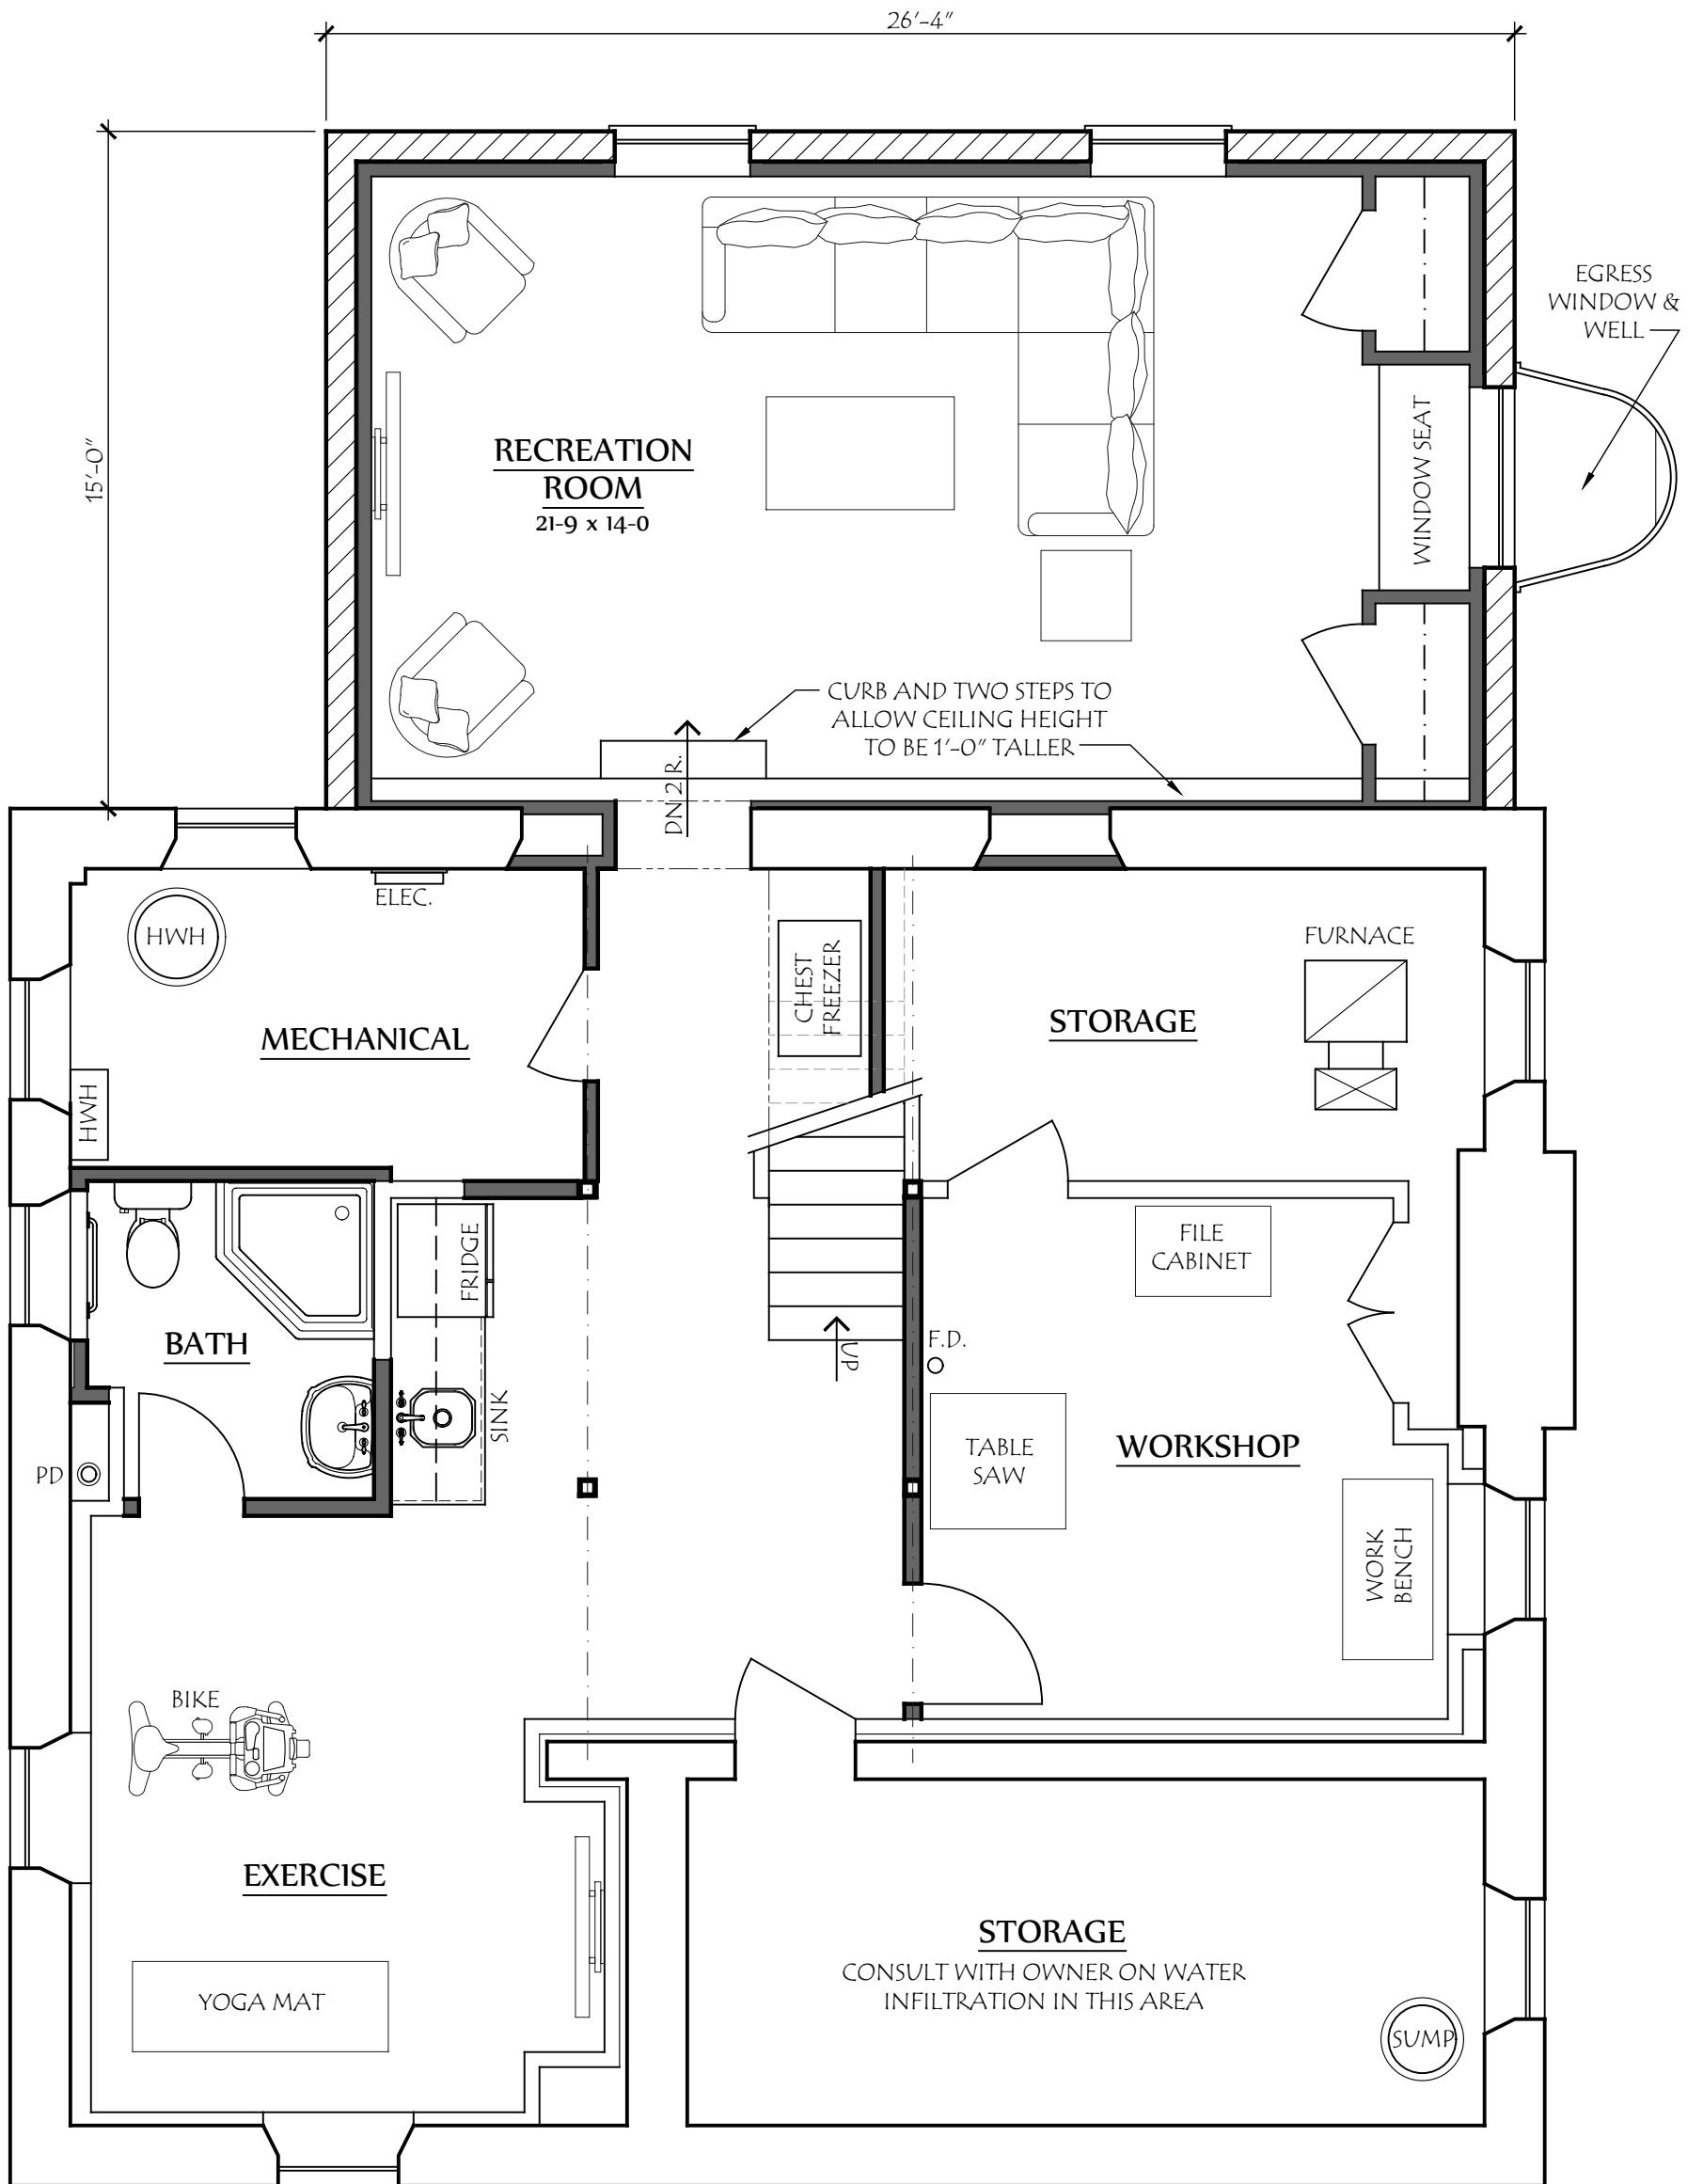 26'-4"
15'-0"
EGRESS
WINDOW &
WELL
RECREATION
ROOM
21-9 x 14-0
WINDOW SEAT
CURB AND TWO STEPS TO
ALLOW CEILING HEIGHT
TO BE 1'-0" TALLER
DN 2 R.
ELEC.
HWH
MECHANICAL
HWH
CHEST
FREEZER
STORAGE
FURNACE
FILE
CABINET
FRIDGE
BATH
UP
F.D.
SINK
TABLE
SAW
WORKSHOP
PD
WORK
BENCH
BIKE
EXERCISE
YOGA MAT
STORAGE
CONSULT WITH OWNER ON WATER
INFILTRATION IN THIS AREA
SUMP